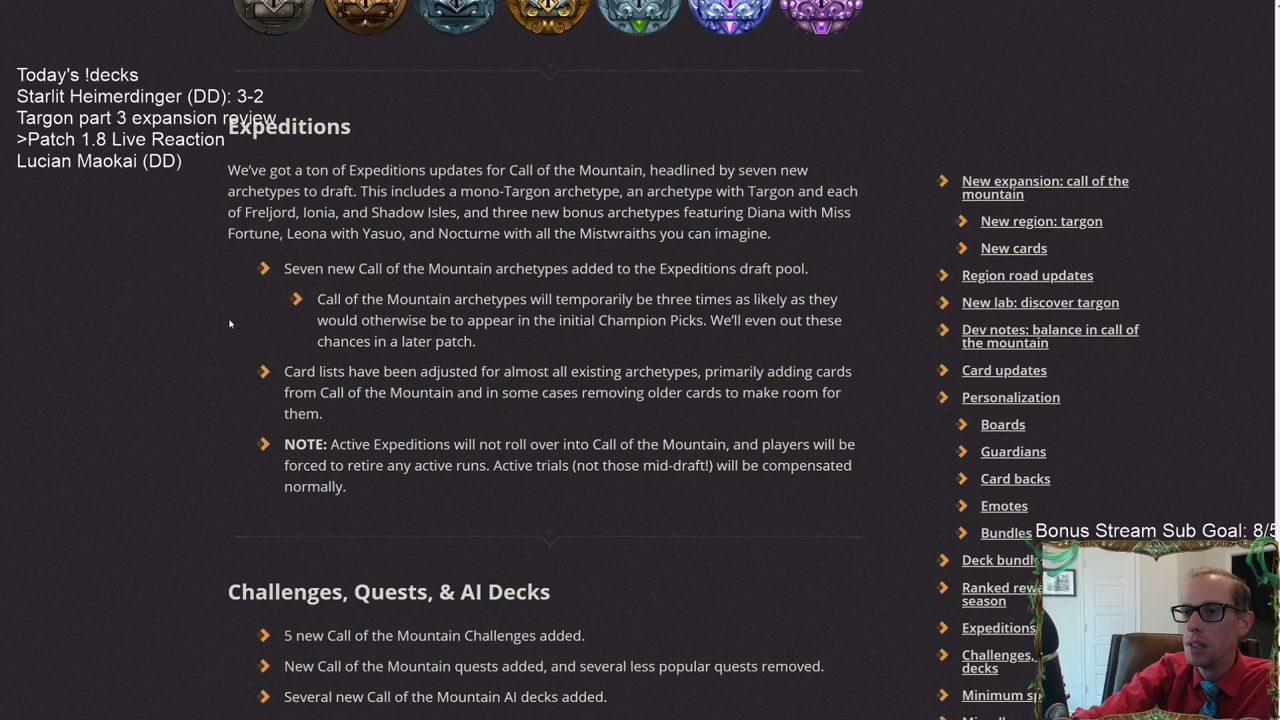 Today's !decks
Starlit Heimerdinger (DD): 3-2
Targon part 3 expansion review
>Patch 1.8 Live Reaction
Lucian Maokai (DD)
Expeditions
We've got a ton of Expeditions updates for Call of the Mountain, headlined by seven new
archetypes to draft. This includes a mono-Targon archetype, an archetype with Targon and each
of Freljord, Ionia, and Shadow Isles, and three new bonus archetypes featuring Diana with Miss
Fortune, Leona with Yasuo, and Nocturne with all the Mistwraiths you can imagine.
Seven new Call of the Mountain archetypes added to the Expeditions draft pool.
Call of the Mountain archetypes will temporarily be three times as likely as they
would otherwise be to appear in the initial Champion Picks. We'll even out these
chances in a later patch.
Card lists have been adjusted for almost all existing archetypes, primarily adding cards
from Call of the Mountain and in some cases removing older cards to make room for
them.
NOTE: Active Expeditions will not roll over into Call of the Mountain, and players will be
forced to retire any active runs. Active trials (not those mid-draft!) will be compensated
normally.
Challenges, Quests, & AI Decks
5 new Call of the Mountain Challenges added.
New Call of the Mountain quests added, and several less popular quests removed.
Several new Call of the Mountain AI decks added.
New expansion: call of the
mountain
New region: targon
New cards
Region road updates
New lab: discover targon
Dev notes: balance in call of
the mountain
Card updates
Personalization
Boards
Guardians
Card backs
Emotes
Bundles
Bonus Stream Sub Goal: 8/5
Deck bundl
Ranked rew
season
Expeditions
Challenges,
decks
Minimum sp